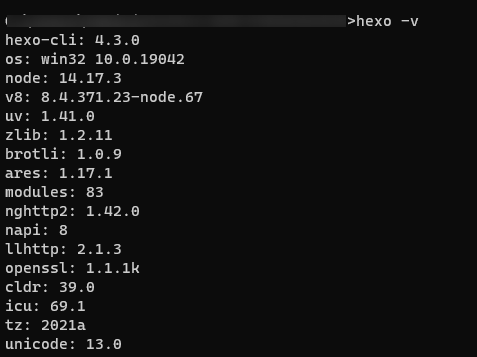 >hexo -v
hexo-cli: 4.3.0
os: win32 10.0.19042
node: 14.17.3
v8: 8.4.371.23-node.67
uv: 1.41.0
zlib: 1.2.11
brotli: 1.0.9
ares: 1.17.1
modules: 83
nghttp2: 1.42.0
napi: 8
llhttp: 2.1.3
openssl: 1.1.1k
cldr: 39.0
icu: 69.1
tz: 2021a
unicode: 13.0